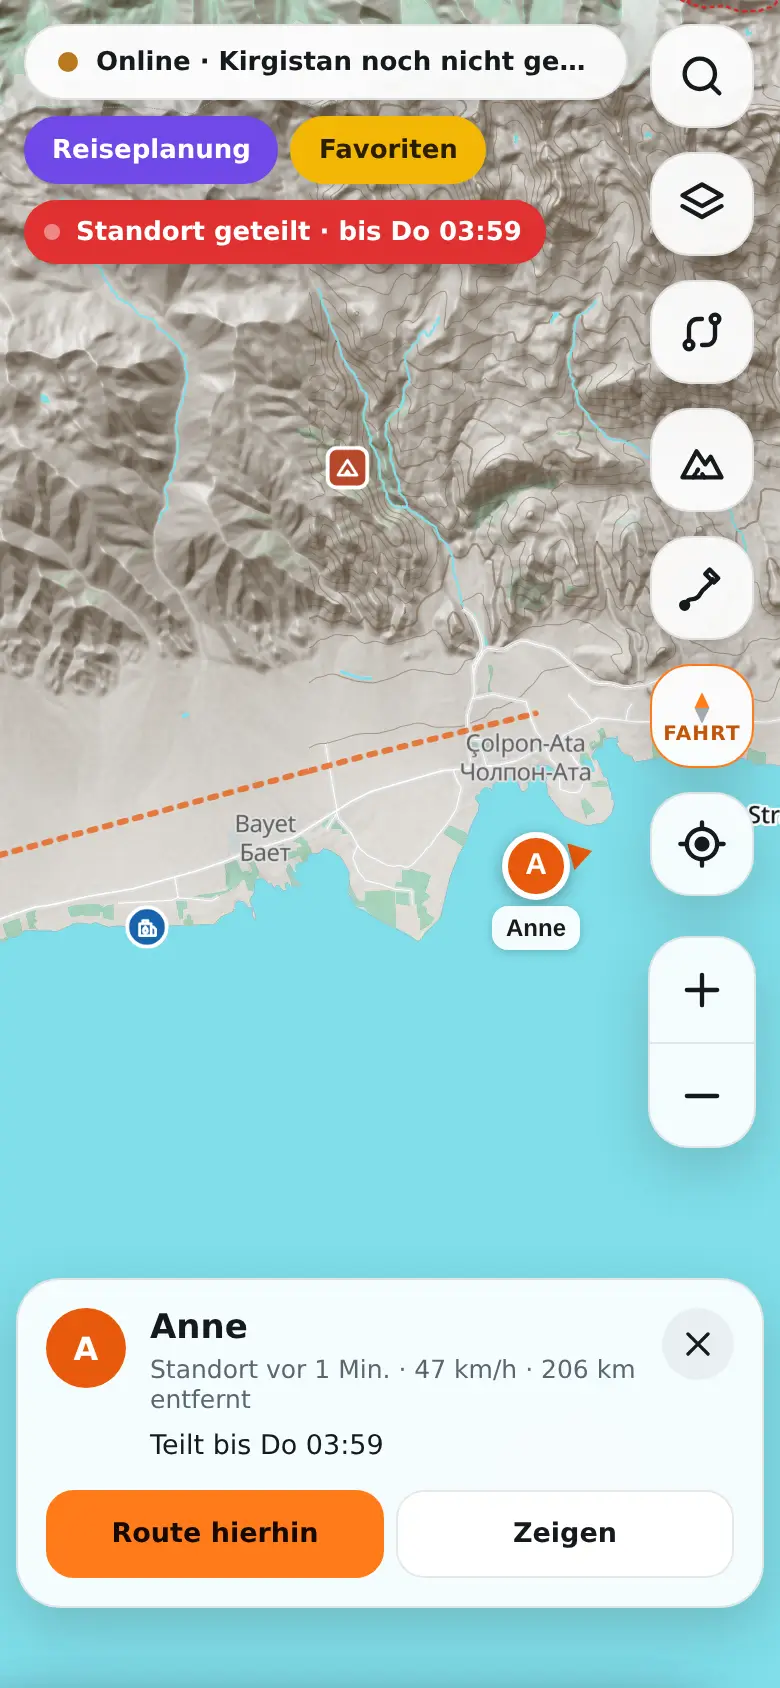 Online · Kirgistan noch nicht ge…
Reiseplanung
Favoriten
Standort geteilt · bis Do 03:59
FAHRT
Çolpon-Ata
Чолпон-Ата
Str
Bayet
Бает
A
Anne
A
Anne
Standort vor 1 Min. · 47 km/h · 206 km
entfernt
Teilt bis Do 03:59
Route hierhin
Zeigen